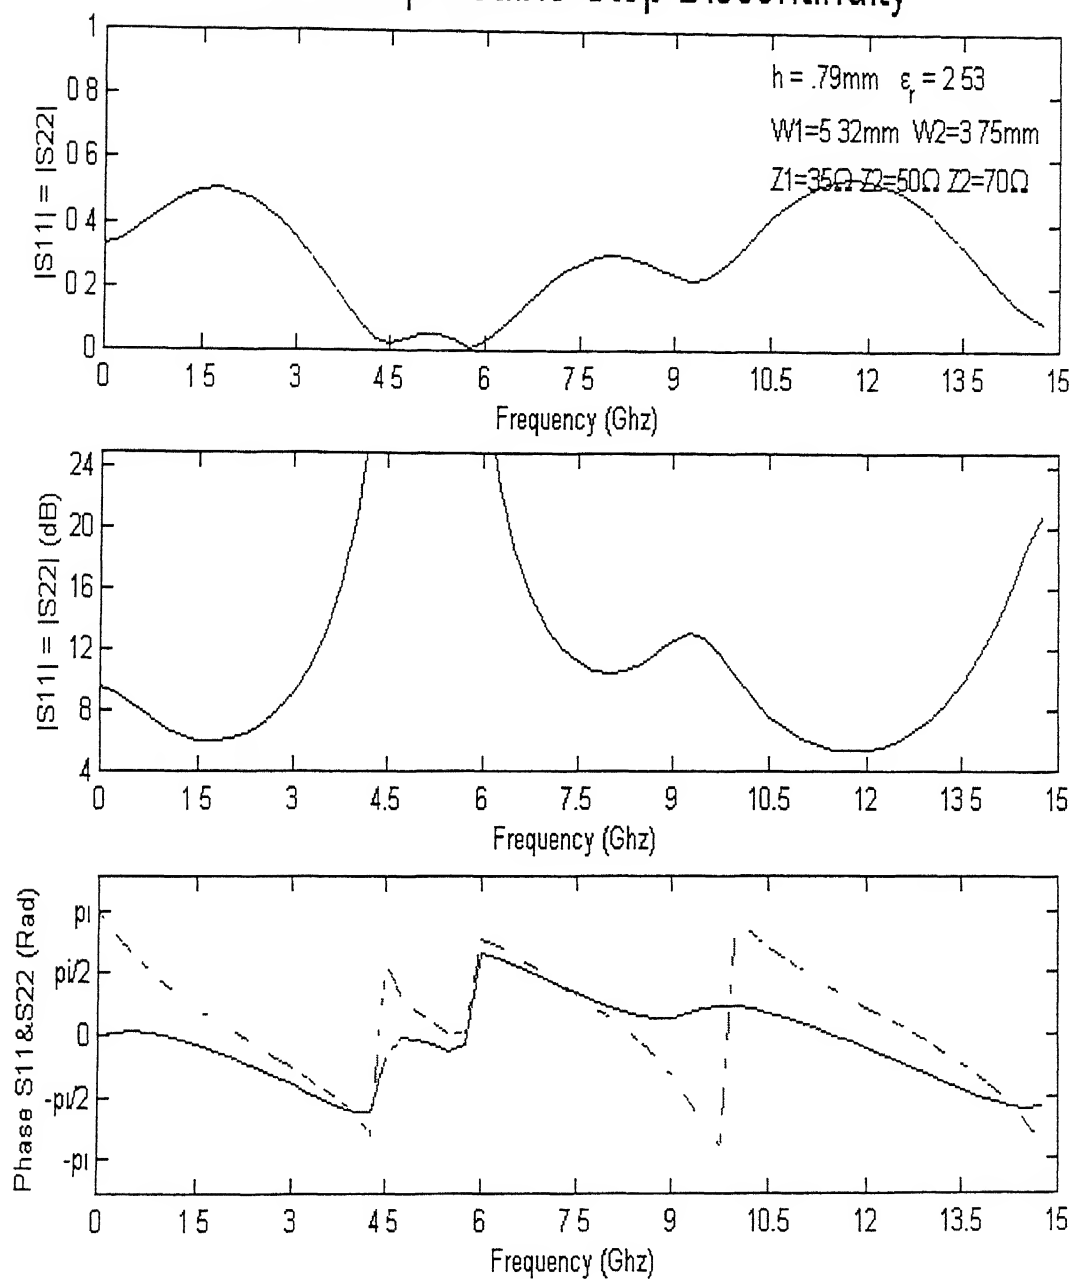 Step Discontinuity
1
0 8
0 6
0 4
0 2
0
|S11| = |S22|
h = .79mm εr = 2 53
W1=5 32mm W2=3 75mm
Z1=35Ω Z2=50Ω Z2=70Ω
0 1 5 3 4 5 6 7 5 9 10.5 12 13 5 15
Frequency (Ghz)
24
20
16
12
8
4
|S11| = |S22| (dB)
0 1 5 3 4.5 6 7.5 9 10.5 12 13 5 15
Frequency (Ghz)
pi
pi/2
0
-pi/2
-pi
Phase S11&S22 (Rad)
0 1 5 3 4 5 6 7 5 9 10.5 12 13.5 15
Frequency (Ghz)